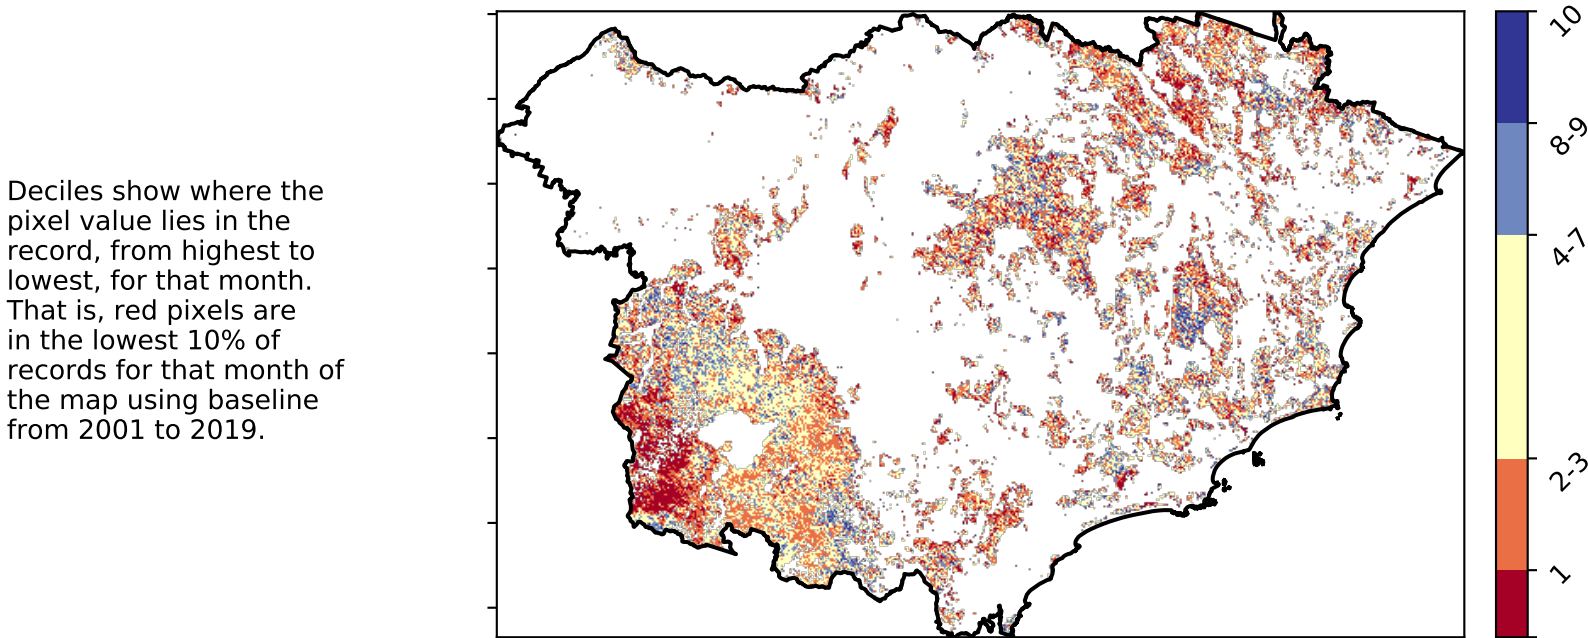 Deciles show where the
pixel value lies in the
record, from highest to
lowest, for that month.
That is, red pixels are
in the lowest 10% of
records for that month of
the map using baseline
from 2001 to 2019.
10
8-9
4-7
2-3
1